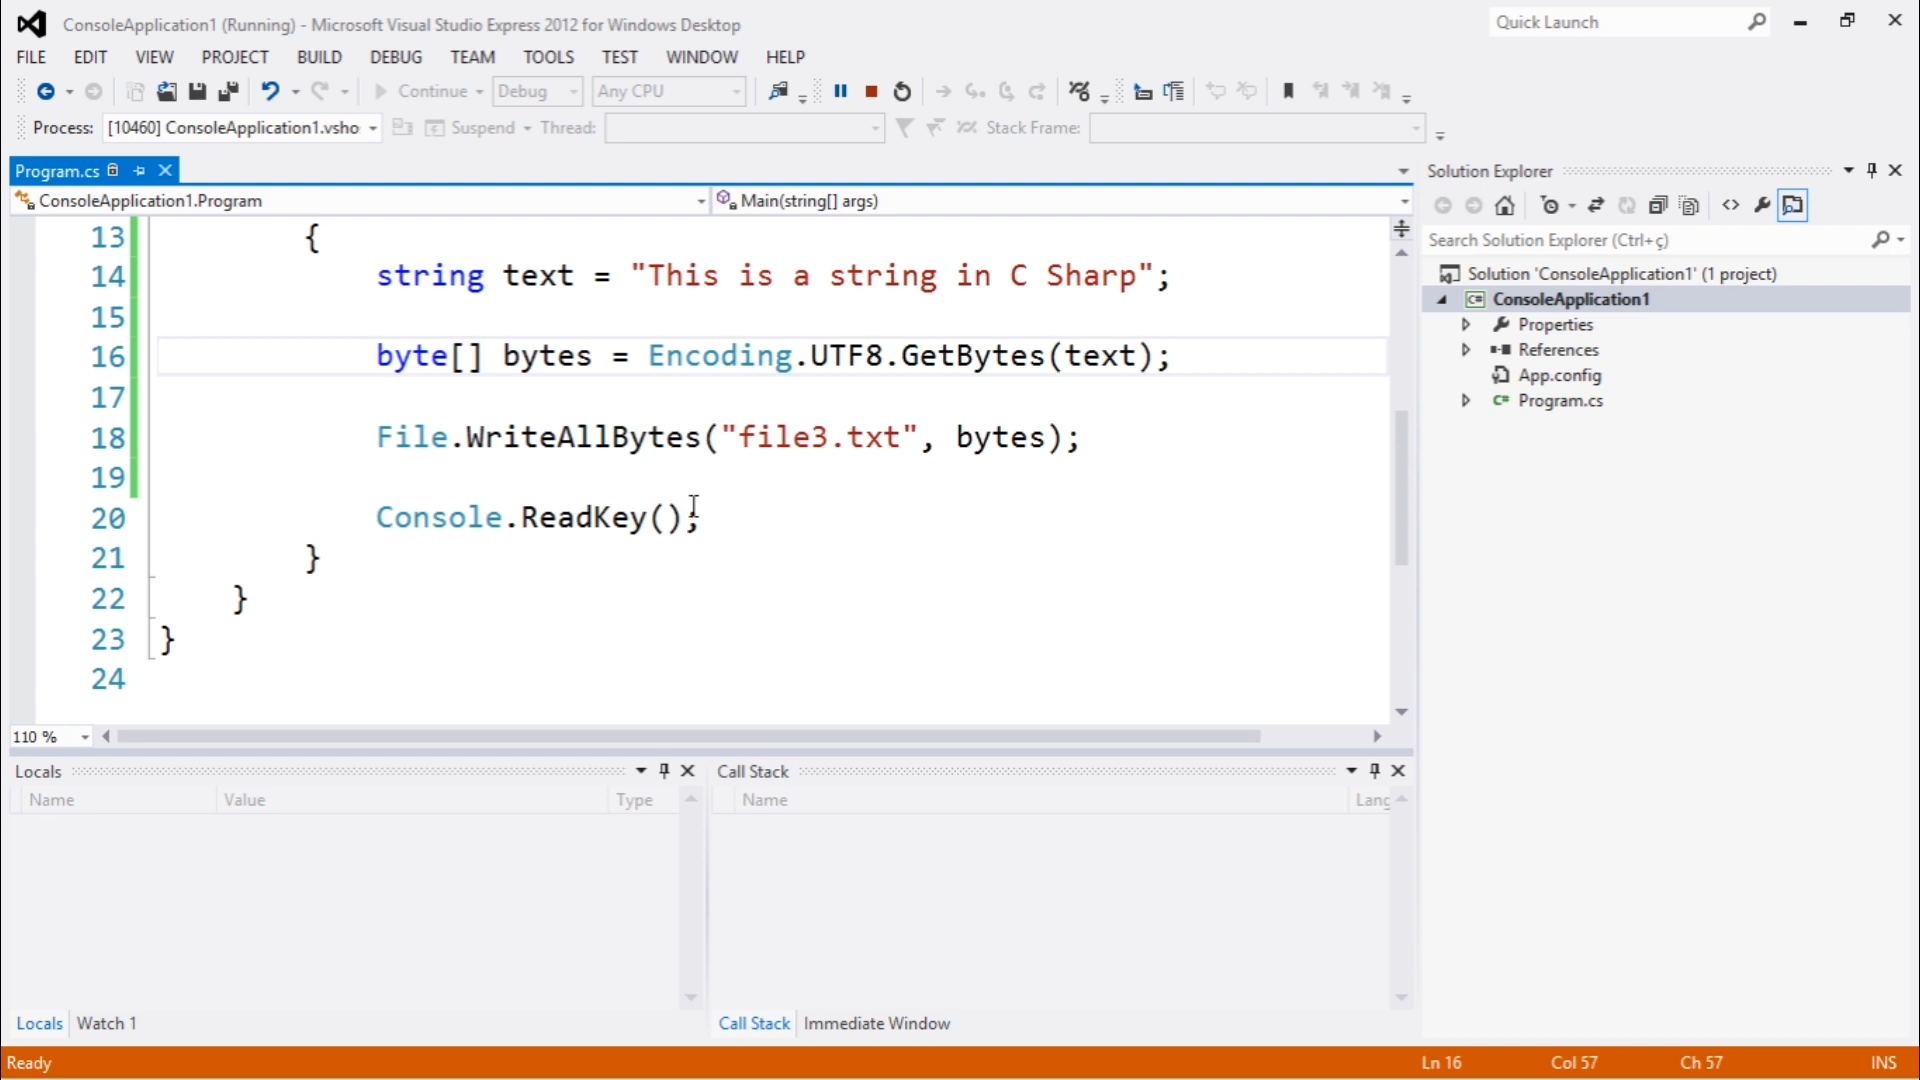 ConsoleApplication1 (Running) - Microsoft Visual Studio Express 2012 for Windows Desktop
Quick Launch
FILE EDIT VIEW PROJECT BUILD DEBUG TEAM TOOLS TEST WINDOW HELP
Continue Debug Any CPU
Process: [10460] ConsoleApplication1.vsho Suspend Thread: Stack Frame:
Program.cs
ConsoleApplication1.Program
Main(string[] args)
13 {
14 string text = "This is a string in C Sharp";
15
16 byte[] bytes = Encoding.UTF8.GetBytes(text);
17
18 File.WriteAllBytes("file3.txt", bytes);
19
20 Console.ReadKey();
21 }
22 }
23 }
24
110 %
Solution Explorer
Search Solution Explorer (Ctrl+ç)
Solution 'ConsoleApplication1' (1 project)
C# ConsoleApplication1
Properties
References
App.config
C# Program.cs
Locals
Name Value Type
Call Stack
Name Lang
Locals Watch 1
Call Stack Immediate Window
Ready Ln 16 Col 57 Ch 57 INS